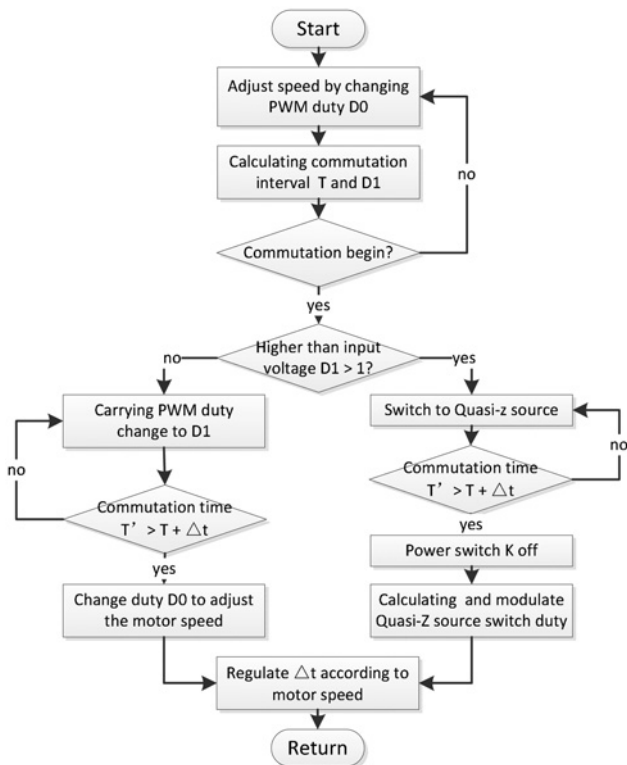 Start
Adjust speed by changing
PWM duty D0
Calculating commutation
interval T and D1
no
Commutation begin?
yes
Higher than input
voltage D1 > 1?
no
yes
Carrying PWM duty
change to D1
no
Commutation time
T’ > T + △t
yes
Change duty D0 to adjust
the motor speed
Switch to Quasi-z source
no
Commutation time
T’ > T + △t
yes
Power switch K off
Calculating and modulate
Quasi-Z source switch duty
Regulate △t according to
motor speed
Return